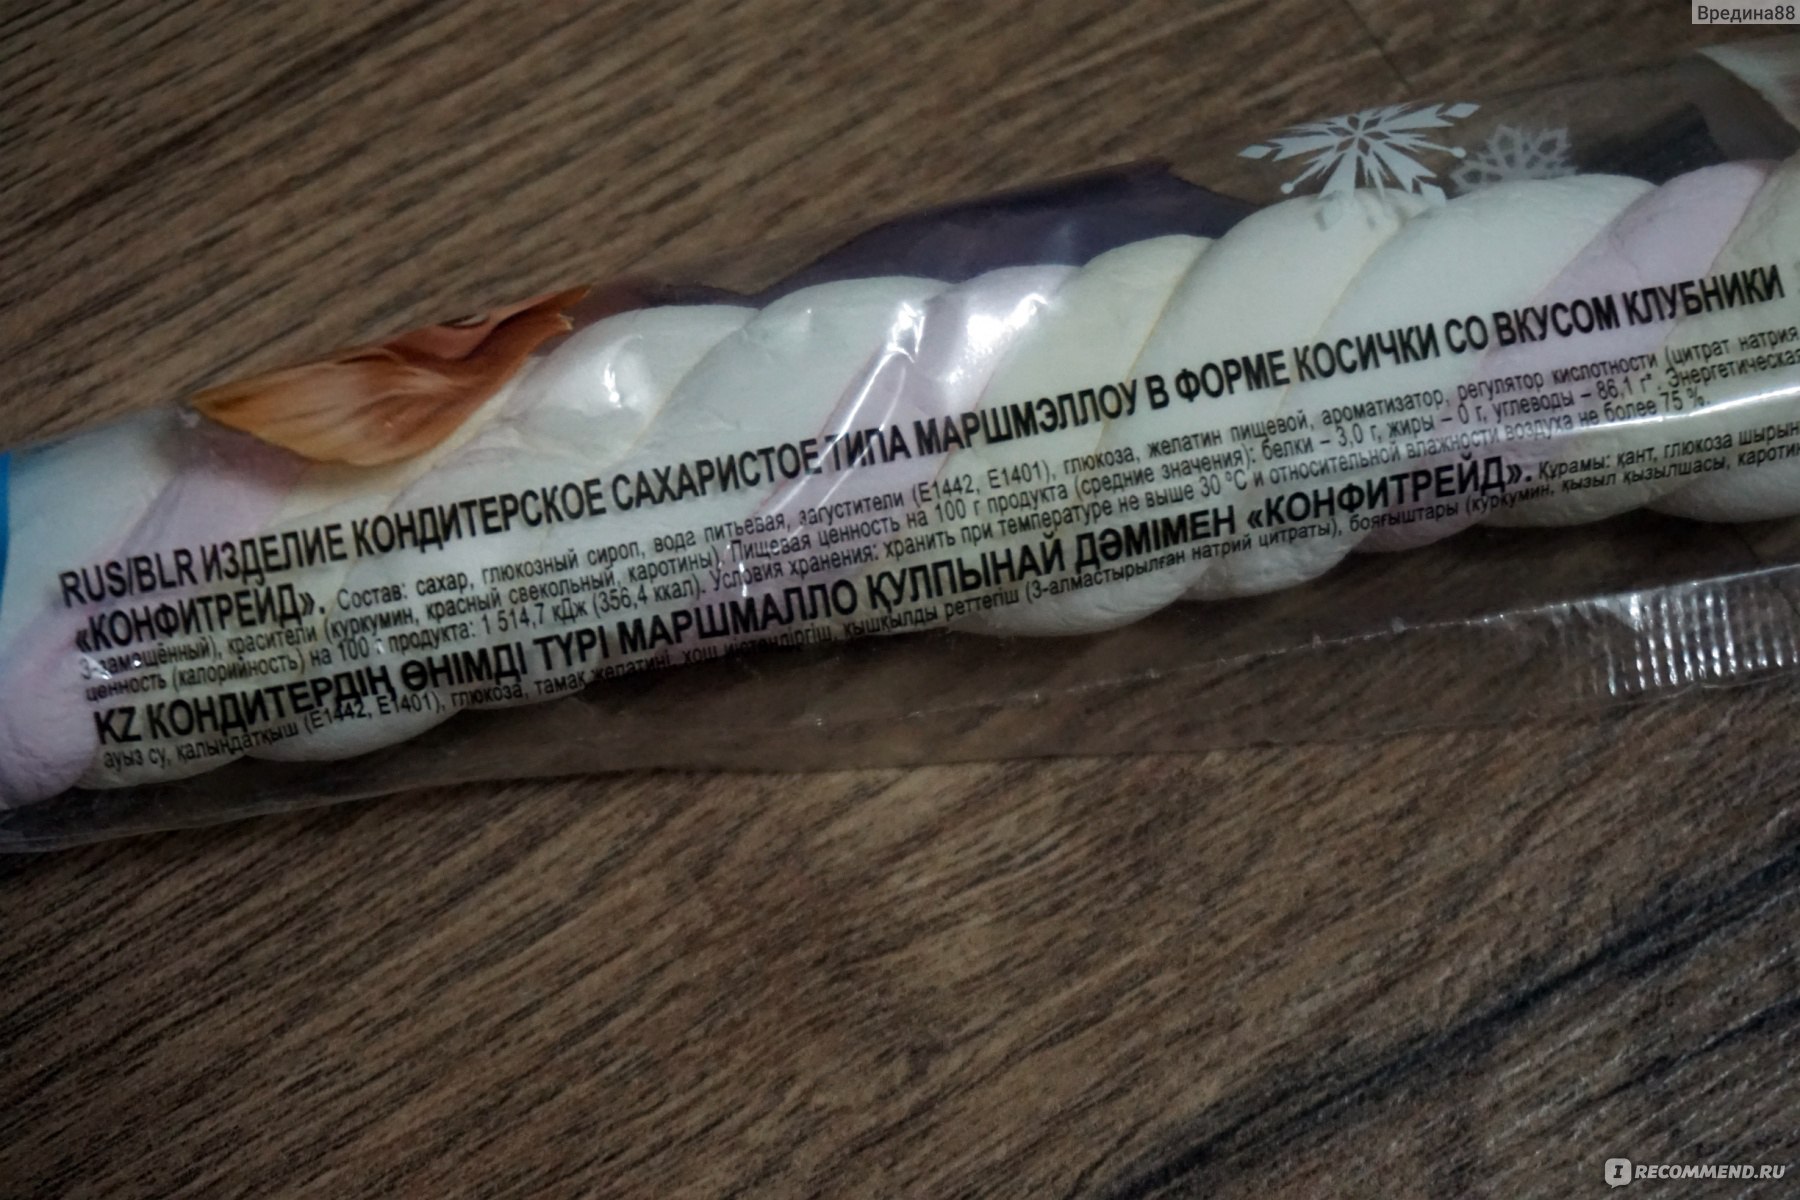 Вредина88
RUS/BLR ИЗДЕЛИЕ КОНДИТЕРСКОЕ САХАРИСТОЕ ТИПА МАРШМЭЛЛОУ В ФОРМЕ КОСИЧКИ СО ВКУСОМ КЛУБНИКИ
«КОНФИТРЕЙД». Состав: сахар, глюкозный сироп, вода питьевая, загустители (Е1442, Е1401), глюкоза, желатин пищевой, ароматизатор, регулятор кислотности (цитрат натрия
3-замещённый), красители (куркумин, красный свекольный, каротины). Пищевая ценность на 100 г продукта (средние значения): белки – 3,0 г, жиры – 0 г, углеводы – 86,1 г*. Энергетическая
ценность (калорийность) на 100 г продукта: 1 514,7 кДж (356,4 ккал). Условия хранения: хранить при температуре не выше 30 °С и относительной влажности воздуха не более 75 %.
KZ КОНДИТЕРДІҢ ӨНІМДІ ТҮРІ МАРШМАЛЛО ҚҰЛПЫНАЙ ДӘМІМЕН «КОНФИТРЕЙД». Құрамы: қант, глюкоза шырын
ауыз су, қалыңдатқыш (Е1442, Е1401), глюкоза, тамақ желатині, хош иістендіргіш, қышқылды реттегіш (3-алмастырылған натрий цитраты), бояғыштары (куркумин, қызыл қызылшасы, каротин
IRECOMMEND.RU